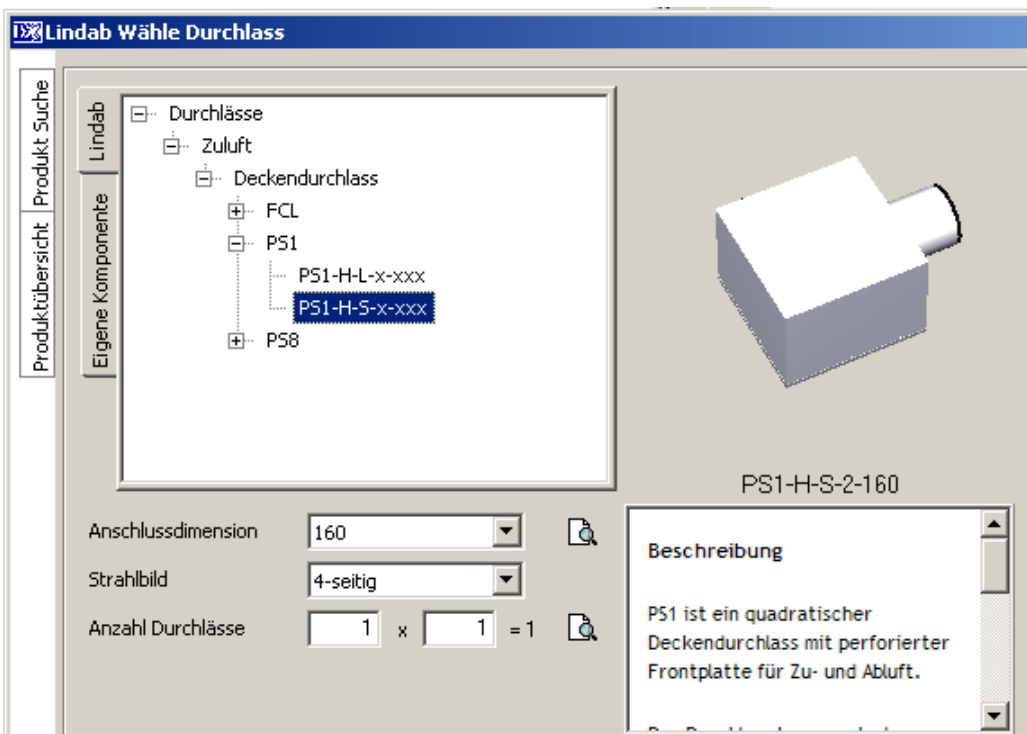 Lindab Wähle Durchlass
Produkt Suche
Produktübersicht
Lindab
Eigene Komponente
Durchlässe
Zuluft
Deckendurchlass
FCL
PS1
PS1-H-L-x-xxx
PS1-H-S-x-xxx
PS8
PS1-H-S-2-160
Anschlussdimension 160
Strahlbild 4-seitig
Anzahl Durchlässe 1 x 1 = 1
Beschreibung
PS1 ist ein quadratischer
Deckendurchlass mit perforierter
Frontplatte für Zu- und Abluft.